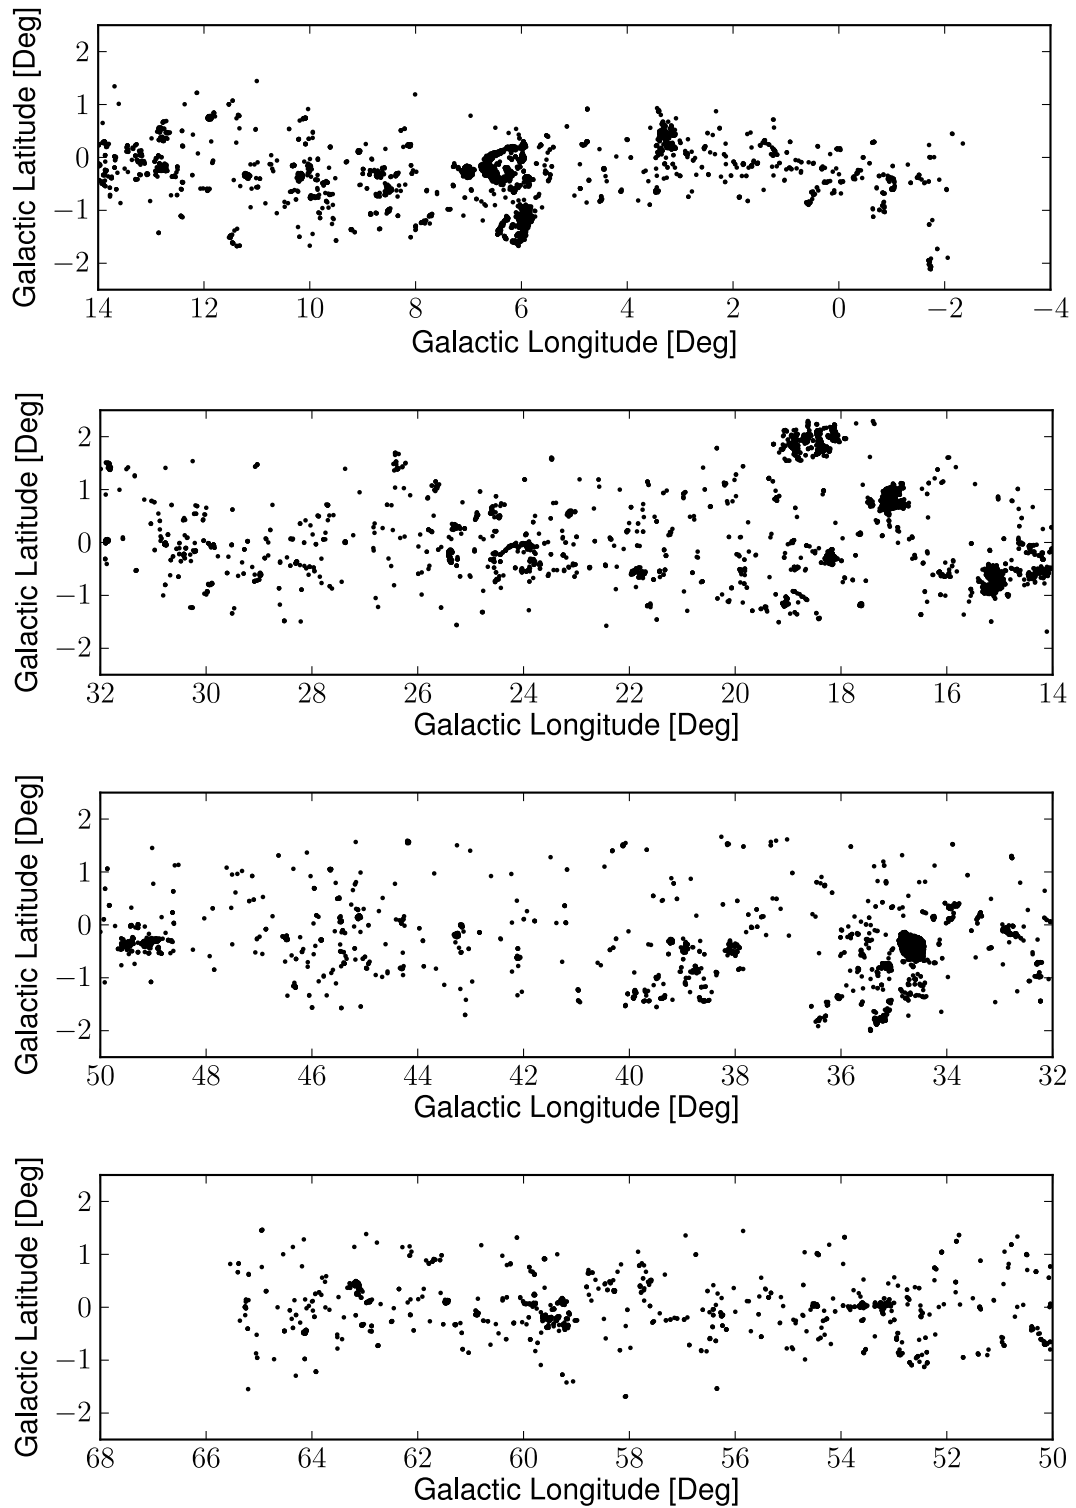 Galactic Latitude [Deg]
2
1
0
−1
−2
14 12 10 8 6 4 2 0 −2 −4
Galactic Longitude [Deg]
Galactic Latitude [Deg]
2
1
0
−1
−2
32 30 28 26 24 22 20 18 16 14
Galactic Longitude [Deg]
Galactic Latitude [Deg]
2
1
0
−1
−2
50 48 46 44 42 40 38 36 34 32
Galactic Longitude [Deg]
Galactic Latitude [Deg]
2
1
0
−1
−2
68 66 64 62 60 58 56 54 52 50
Galactic Longitude [Deg]